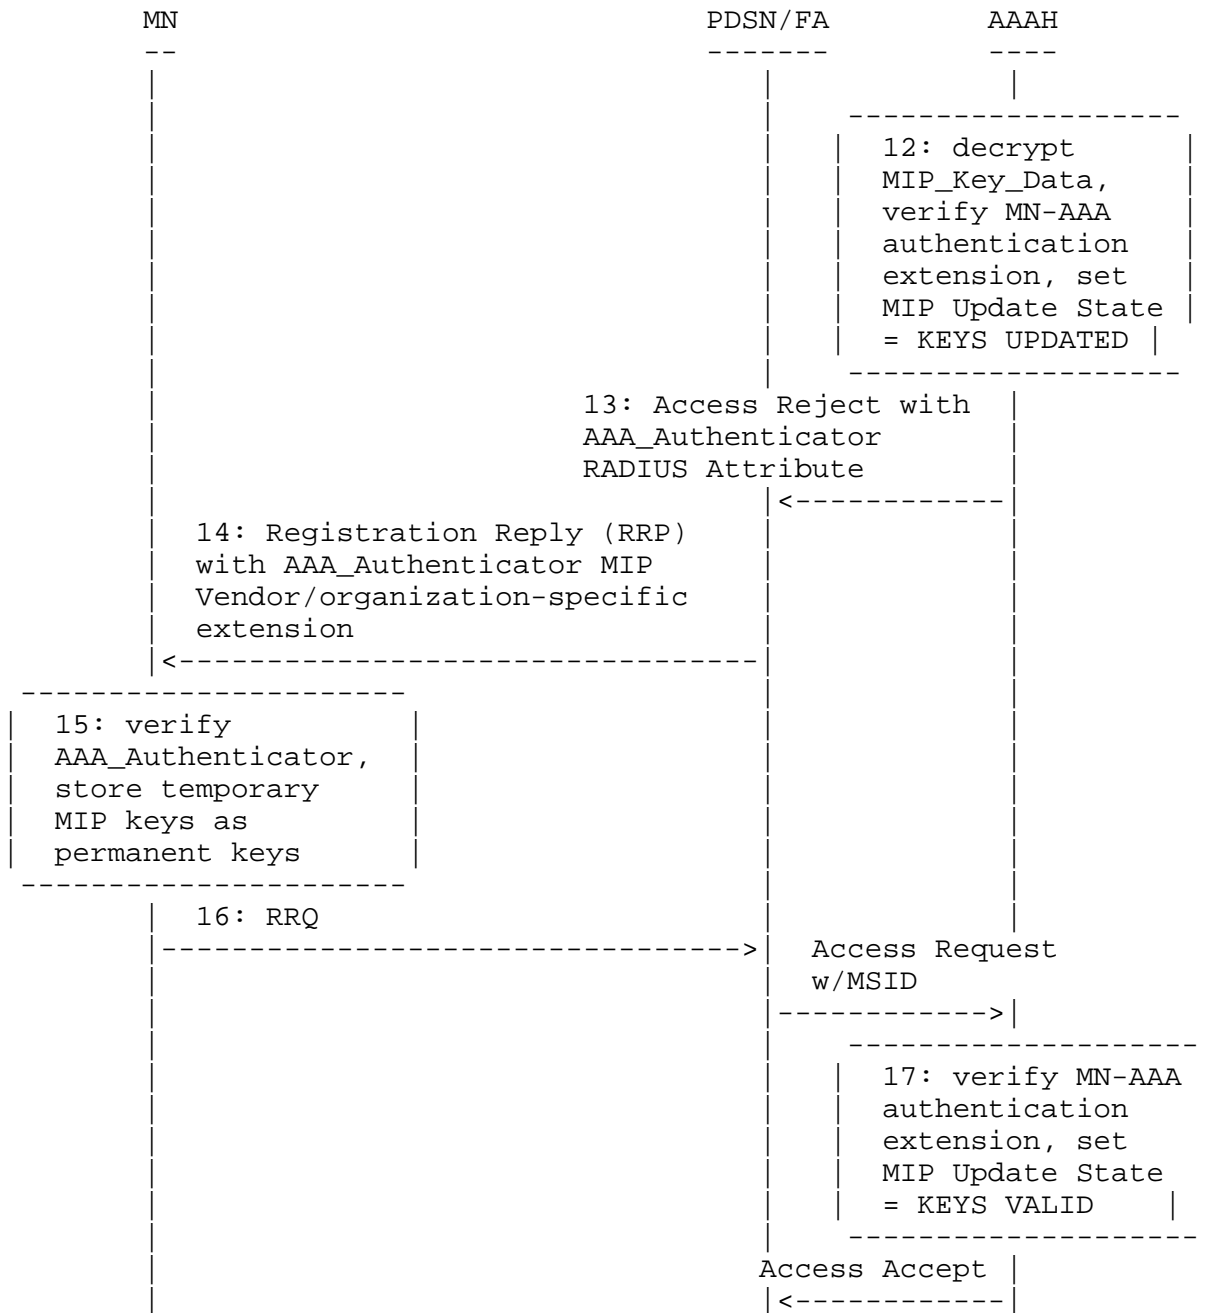 MN PDSN/FA AAAH
-- ------- ----
12: decrypt
MIP_Key_Data,
verify MN-AAA
authentication
extension, set
MIP Update State
= KEYS UPDATED
13: Access Reject with
AAA_Authenticator
RADIUS Attribute
14: Registration Reply (RRP)
with AAA_Authenticator MIP
Vendor/organization-specific
extension
15: verify
AAA_Authenticator,
store temporary
MIP keys as
permanent keys
16: RRQ
Access Request
w/MSID
17: verify MN-AAA
authentication
extension, set
MIP Update State
= KEYS VALID
Access Accept